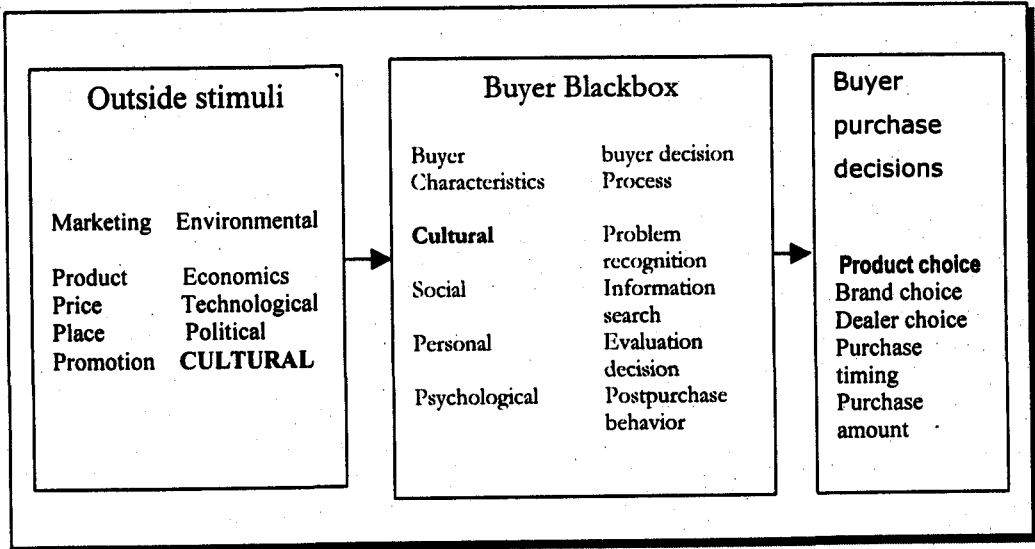 Outside stimuli
Marketing Environmental
Product Economics
Price Technological
Place Political
Promotion CULTURAL
Buyer Blackbox
Buyer buyer decision
Characteristics Process
Cultural Problem
recognition
Social Information
search
Personal Evaluation
decision
Psychological Postpurchase
behavior
Buyer
purchase
decisions
Product choice
Brand choice
Dealer choice
Purchase
timing
Purchase
amount